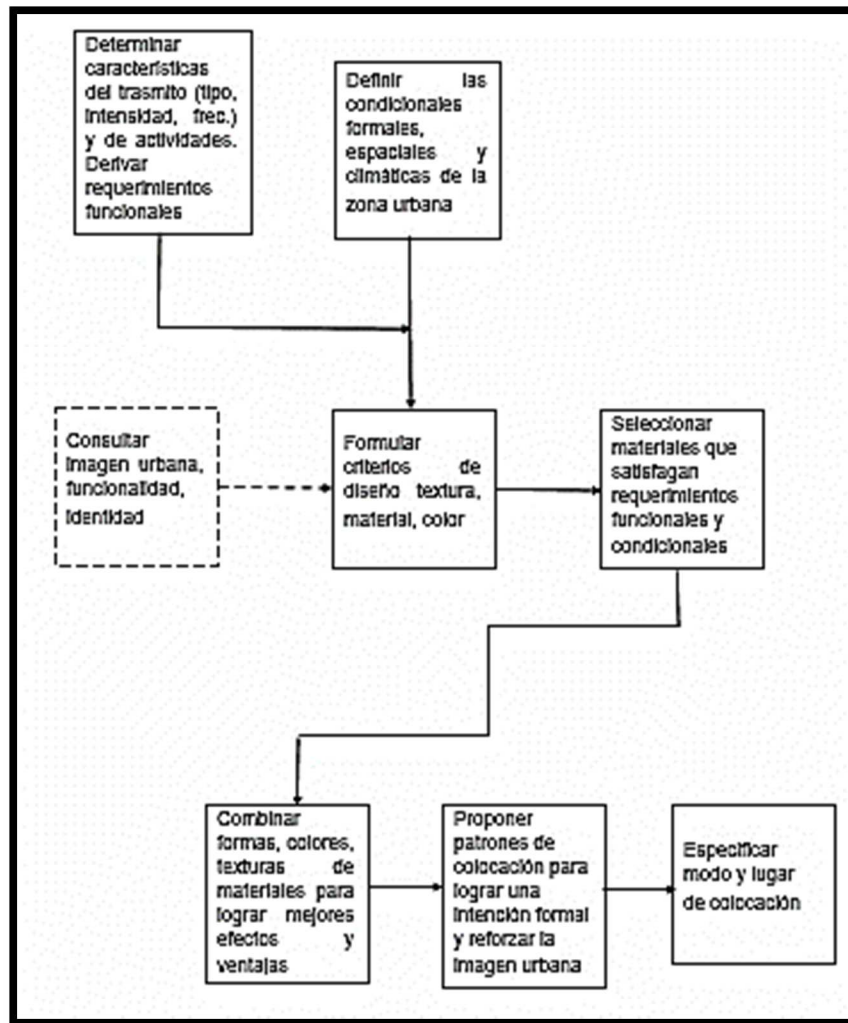 Determinar
características
del trasmito (tipo,
intensidad, frec.)
y de actividades.
Derivar
requerimientos
funcionales
Definir las
condicionales
formales,
espaciales y
climáticas de la
zona urbana
Consultar
imagen urbana,
funcionalidad,
identidad
Formular
criterios de
diseño textura,
material, color
Seleccionar
materiales que
satisfagan
requerimientos
funcionales y
condicionales
Combinar
formas, colores,
texturas de
materiales para
lograr mejores
efectos y
ventajas
Proponer
patrones de
colocación para
lograr una
intención formal
y reforzar la
imagen urbana
Especificar
modo y lugar
de colocación